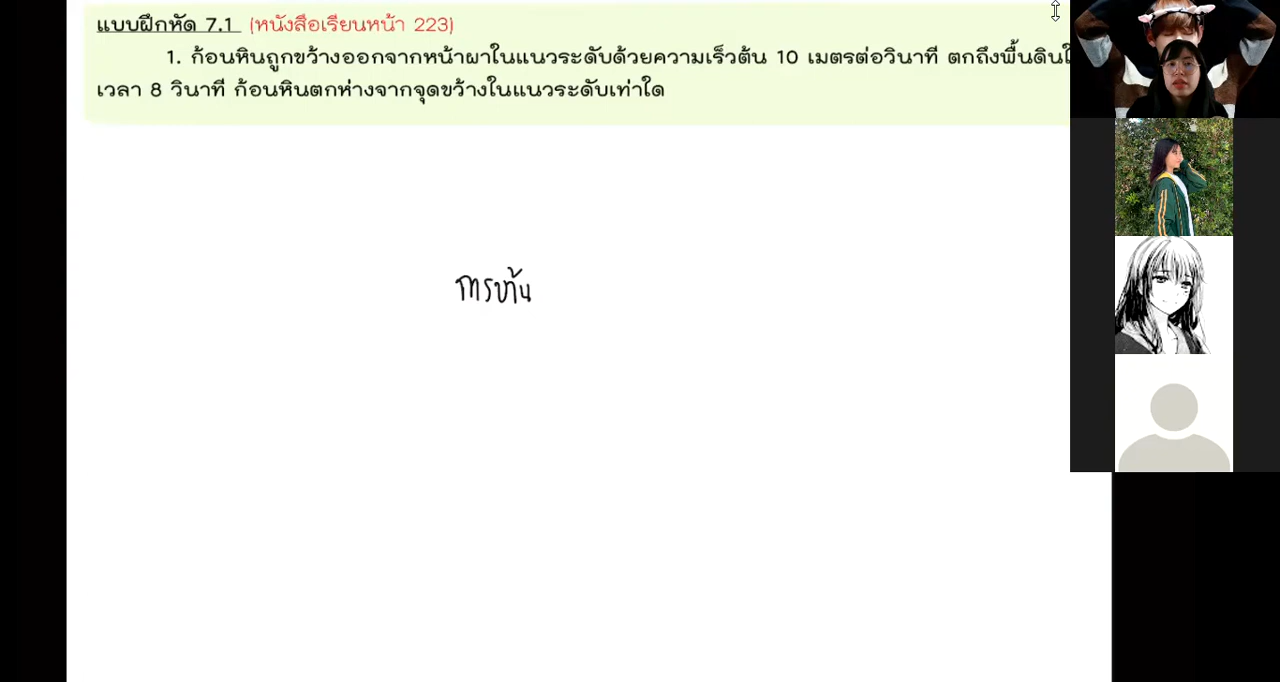 แบบฝึกหัด 7.1 (หนังสือเรียนหน้า 223)
1. ก้อนหินถูกขว้างออกจากหน้าผาในแนวระดับด้วยความเร็วต้น 10 เมตรต่อวินาที ตกถึงพื้นดิน
เวลา 8 วินาที ก้อนหินตกห่างจากจุดขว้างในแนวระดับเท่าใด